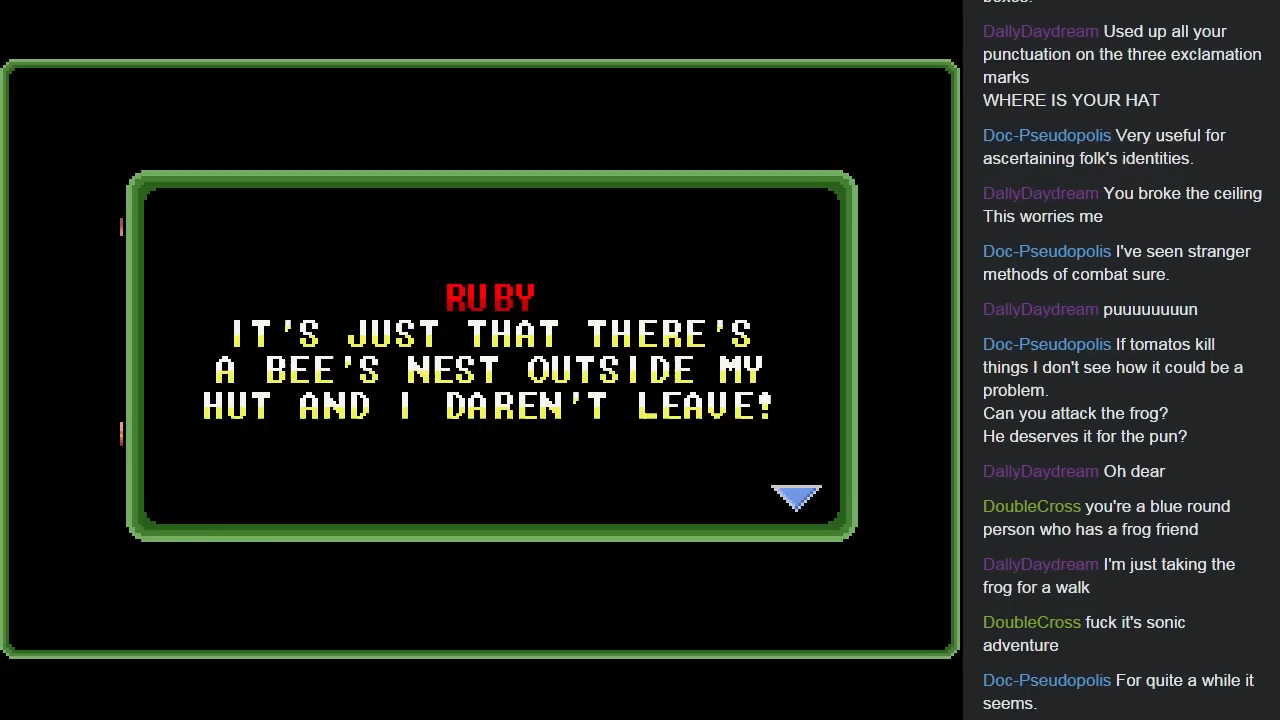 RUBY
IT'S JUST THAT THERE'S
A BEE'S NEST OUTSIDE MY
HUT AND I DAREN'T LEAVE!
DallyDaydream Used up all your
punctuation on the three exclamation
marks
WHERE IS YOUR HAT
Doc-Pseudopolis Very useful for
ascertaining folk's identities.
DallyDaydream You broke the ceiling
This worries me
Doc-Pseudopolis I've seen stranger
methods of combat sure.
DallyDaydream puuuuuuuun
Doc-Pseudopolis If tomatos kill
things I don't see how it could be a
problem.
Can you attack the frog?
He deserves it for the pun?
DallyDaydream Oh dear
DoubleCross you're a blue round
person who has a frog friend
DallyDaydream I'm just taking the
frog for a walk
DoubleCross fuck it's sonic
adventure
Doc-Pseudopolis For quite a while it
seems.